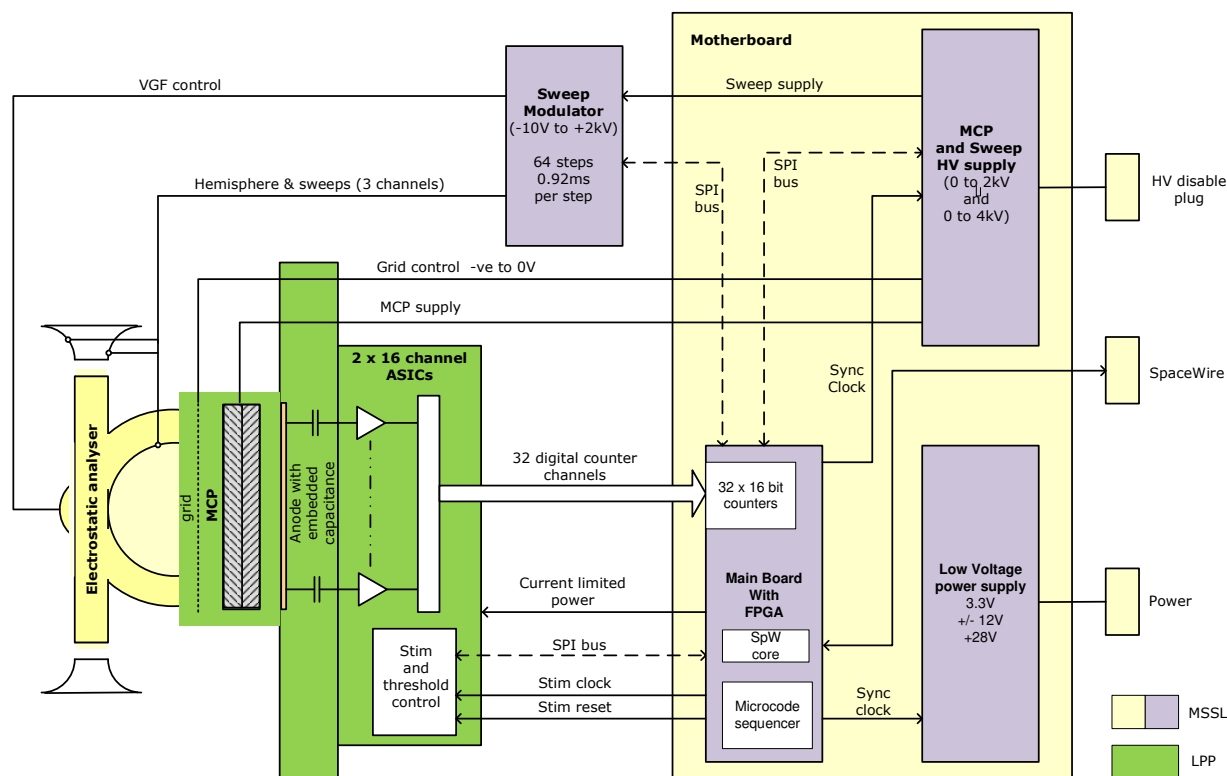 Motherboard
VGF control
Sweep
Modulator
(-10V to +2kV)
64 steps
0.92ms
per step
Sweep supply
MCP
and Sweep
HV supply
(0 to 2kV
and
0 to 4kV)
SPI
bus
SPI
bus
HV disable
plug
Hemisphere & sweeps (3 channels)
Grid control -ve to 0V
MCP supply
2 x 16 channel
ASICs
Sync
Clock
SpaceWire
Electrostatic analyser
grid
MCP
Anode with
embedded
capacitance
32 digital counter
channels
32 x 16 bit
counters
Main Board
With
FPGA
Low Voltage
power supply
3.3V
+/- 12V
+28V
Power
Current limited
power
SpW
core
SPI bus
Stim
and
threshold
control
Stim clock
Stim reset
Microcode
sequencer
Sync
clock
MSSL
LPP